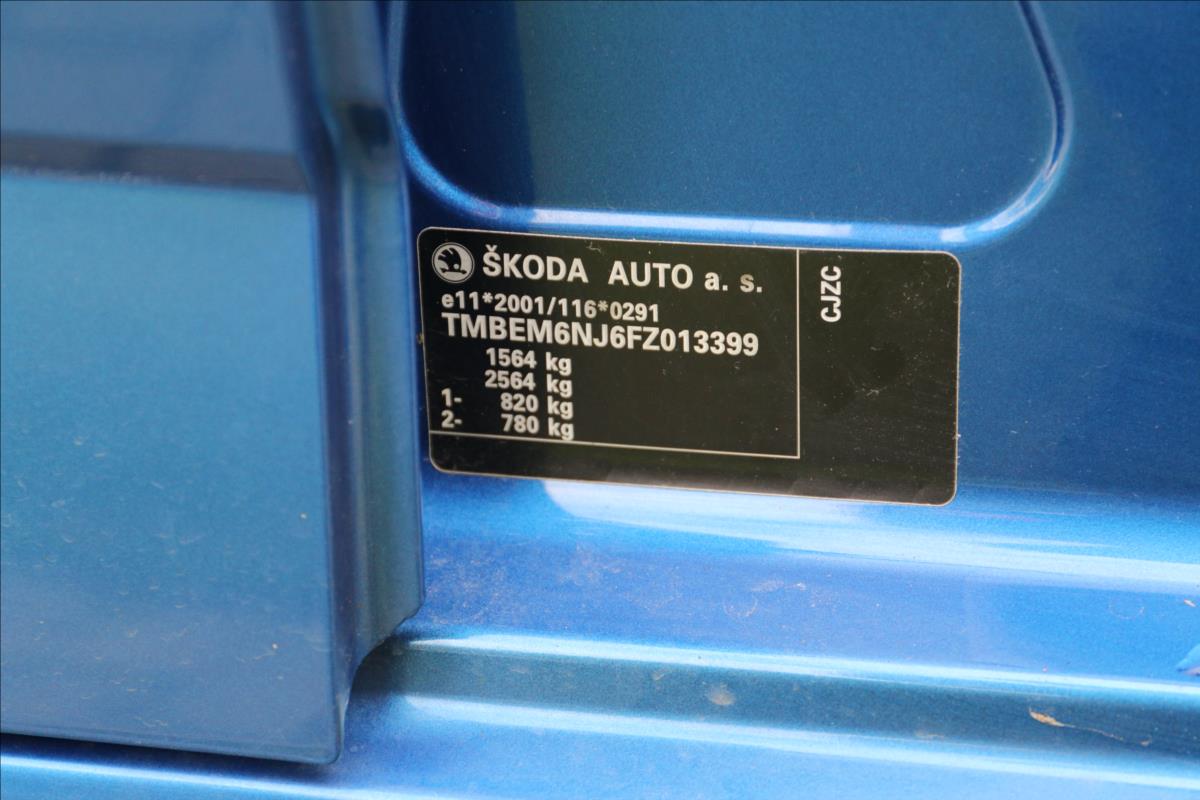 ŠKODA AUTO a. s.
e11*2001/116*0291
TMBEM6NJ6FZ013399
1564 kg
2564 kg
1- 820 kg
2- 780 kg
CJZC